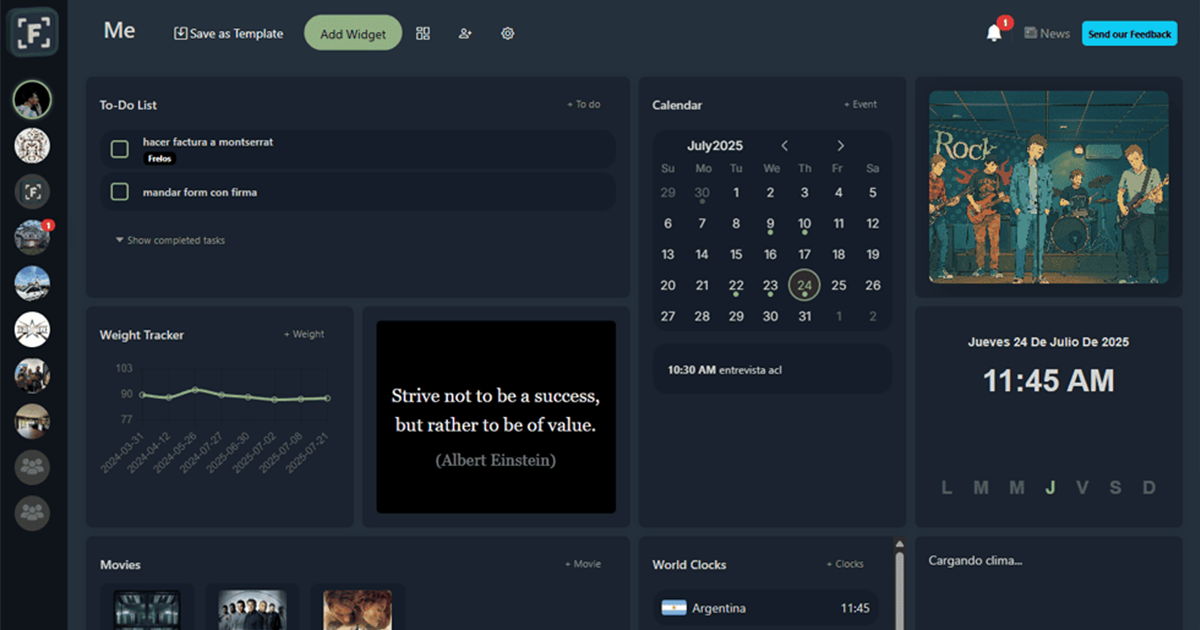 F
Me
Save as Template
Add Widget
1
News
Send our Feedback
F
1
To-Do List
+ To do
hacer factura a montserrat
Frelos
mandar form con firma
Show completed tasks
Calendar
+ Event
July2025
Su Mo Tu We Th Fr Sa
29 30 1 2 3 4 5
6 7 8 9 10 11 12
13 14 15 16 17 18 19
20 21 22 23 24 25 26
27 28 29 30 31 1 2
10:30 AM entrevista acl
Rock
Weight Tracker
+ Weight
103
90
77
2024-03-31 2024-04-12 2024-05-26 2024-07-27 2025-06-30 2025-07-02 2025-07-08 2025-07-21
Strive not to be a success,
but rather to be of value.
(Albert Einstein)
Jueves 24 De Julio De 2025
11:45 AM
L M M J V S D
Movies
+ Movie
World Clocks
+ Clocks
Argentina 11:45
Cargando clima...